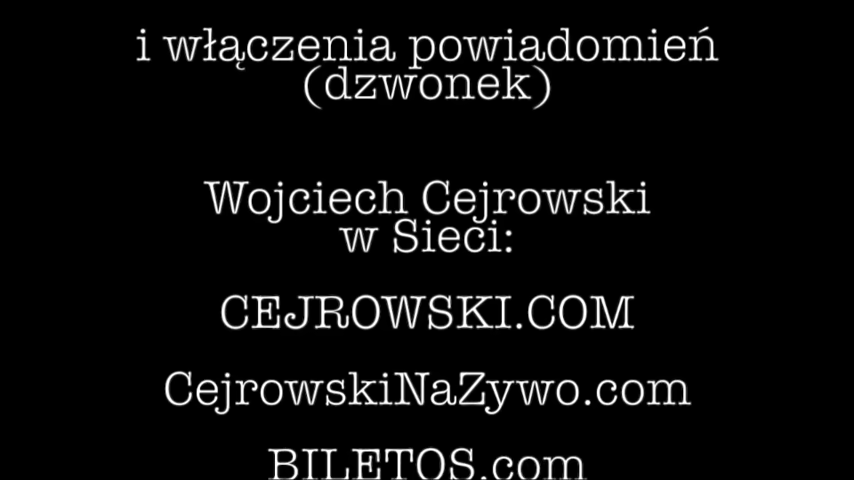 i włączenia powiadomień
(dzwonek)
Wojciech Cejrowski
w Sieci:
CEJROWSKI.COM
CejrowskiNaZywo.com
BILETOS.com